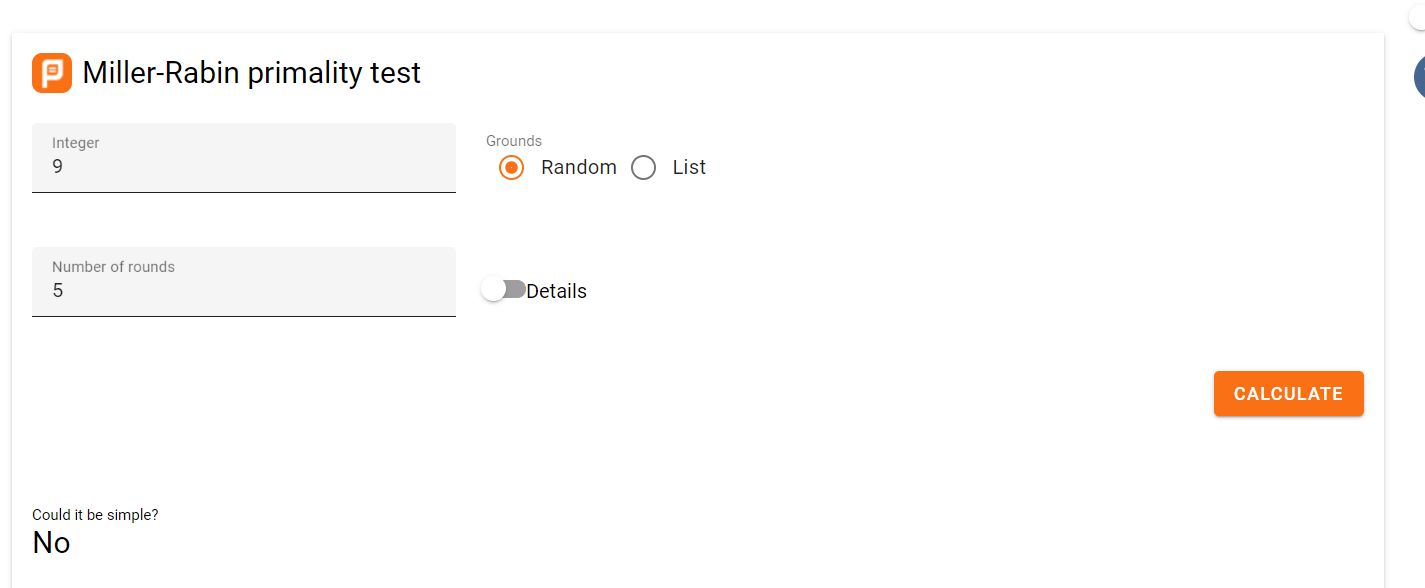 Miller-Rabin primality test
Integer
9
Grounds
Random List
Number of rounds
5
Details
CALCULATE
Could it be simple?
No